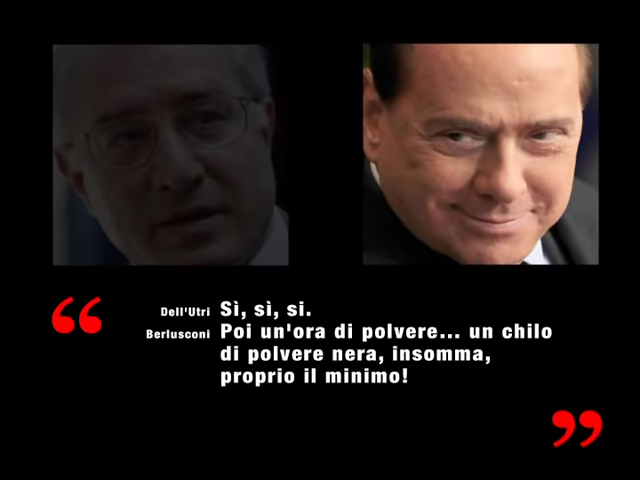 “
Dell'Utri Sì, sì, si.
Berlusconi Poi un'ora di polvere... un chilo
di polvere nera, insomma,
proprio il minimo!
”